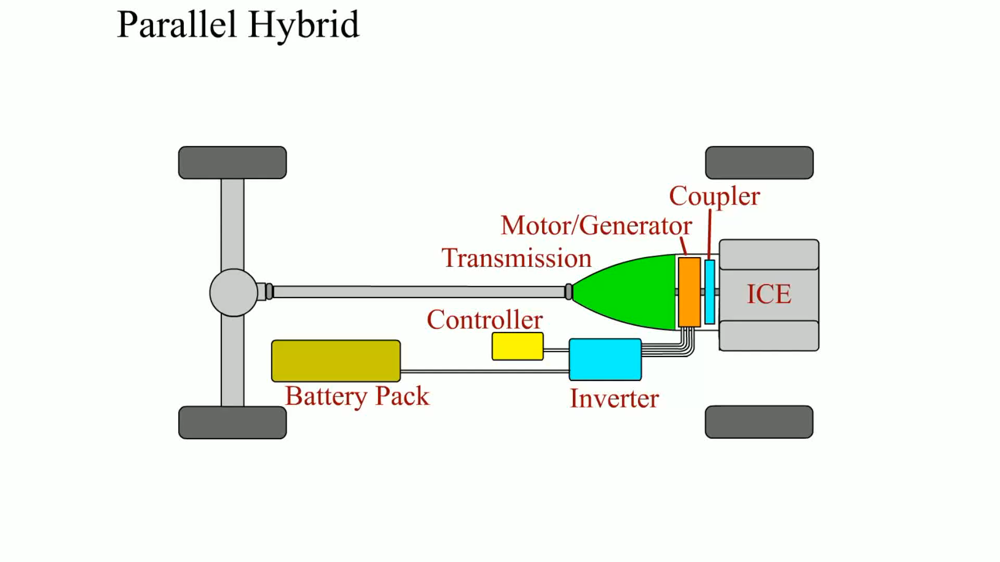 Parallel Hybrid
Coupler
Motor/Generator
Transmission
ICE
Controller
Battery Pack
Inverter